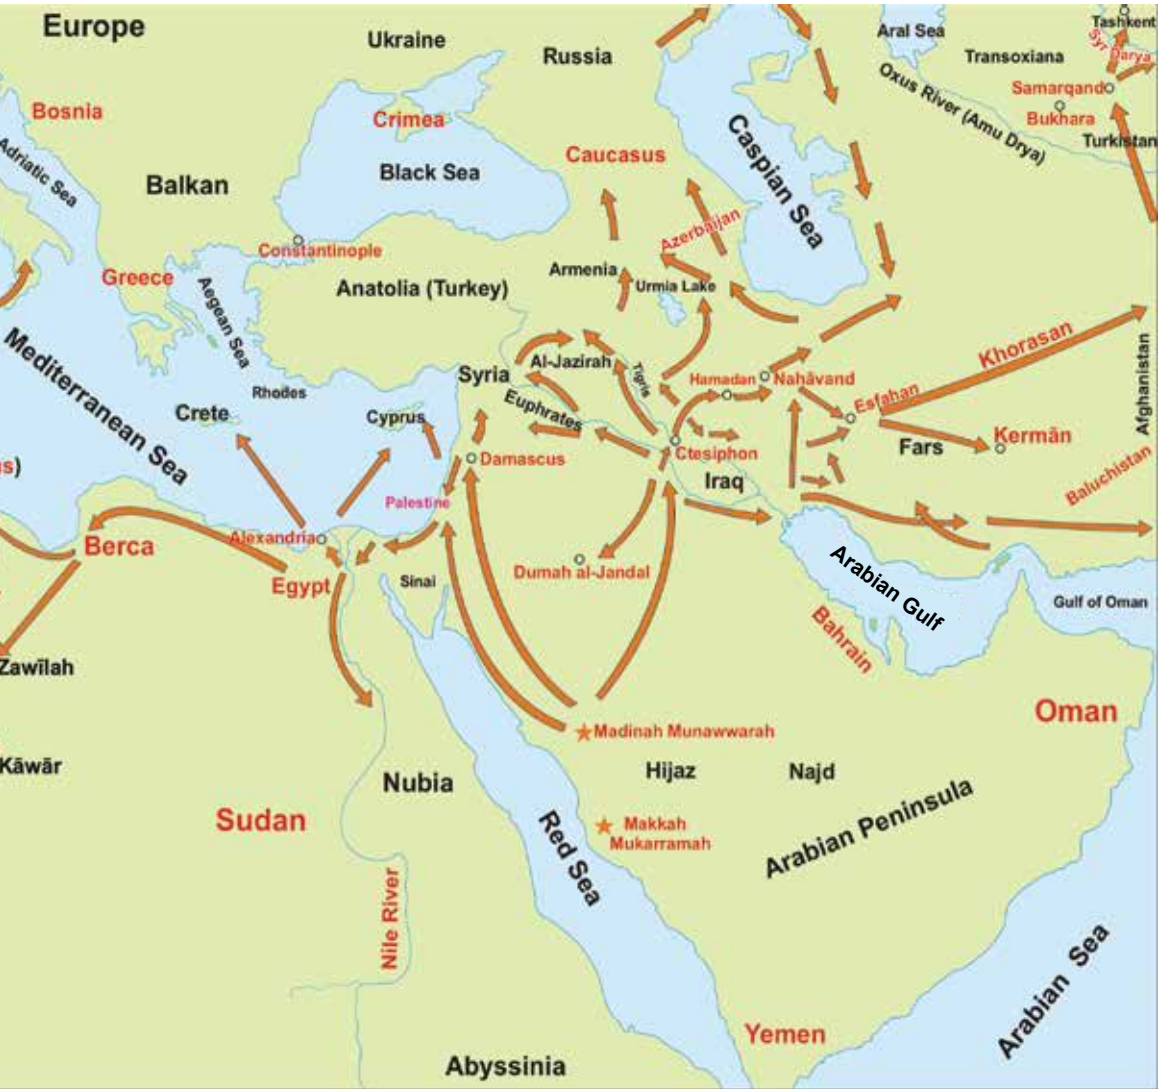 Europe
Ukraine
Russia
Aral Sea
Tashkent
Syr Darya
Transoxiana
Samarqand
Bukhara
Turkistan
Oxus River (Amu Drya)
Bosnia
Adriatic Sea
Crimea
Caucasus
Caspian Sea
Balkan
Black Sea
Constantinople
Greece
Aegean Sea
Anatolia (Turkey)
Armenia
Azerbaijan
Urmia Lake
Mediterranean Sea
Crete
Rhodes
Cyprus
Syria
Al-Jazirah
Tigris
Euphrates
Hamadan
Nahāvand
Esfahan
Khorasan
Afghanistan
s)
Damascus
Ctesiphon
Iraq
Fars
Kermān
Baluchistan
Palestine
Berca
Alexandria
Egypt
Sinai
Dumah al-Jandal
Arabian Gulf
Gulf of Oman
Bahrain
Zawīlah
Oman
Madinah Munawwarah
Kāwār
Nubia
Hijaz
Najd
Sudan
Makkah
Mukarramah
Arabian Peninsula
Red Sea
Nile River
Arabian Sea
Yemen
Abyssinia